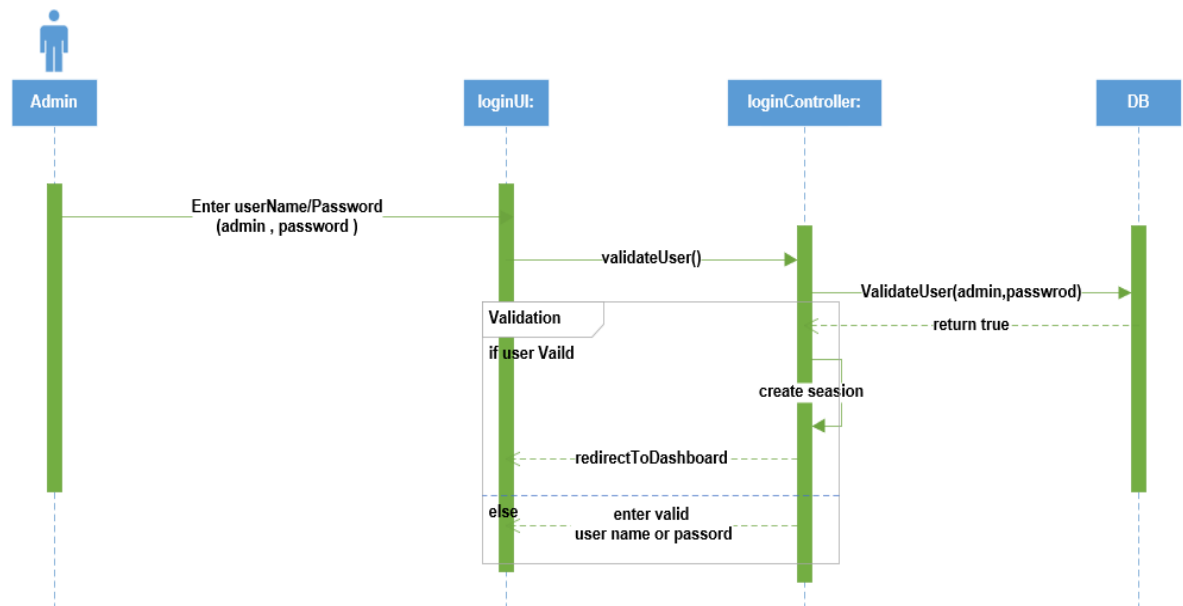 Admin
loginUI:
loginController:
DB
Enter userName/Password
(admin , password )
validateUser()
ValidateUser(admin,passwrod)
Validation
return true
if user Vaild
create seasion
redirectToDashboard
else
enter valid
user name or passord